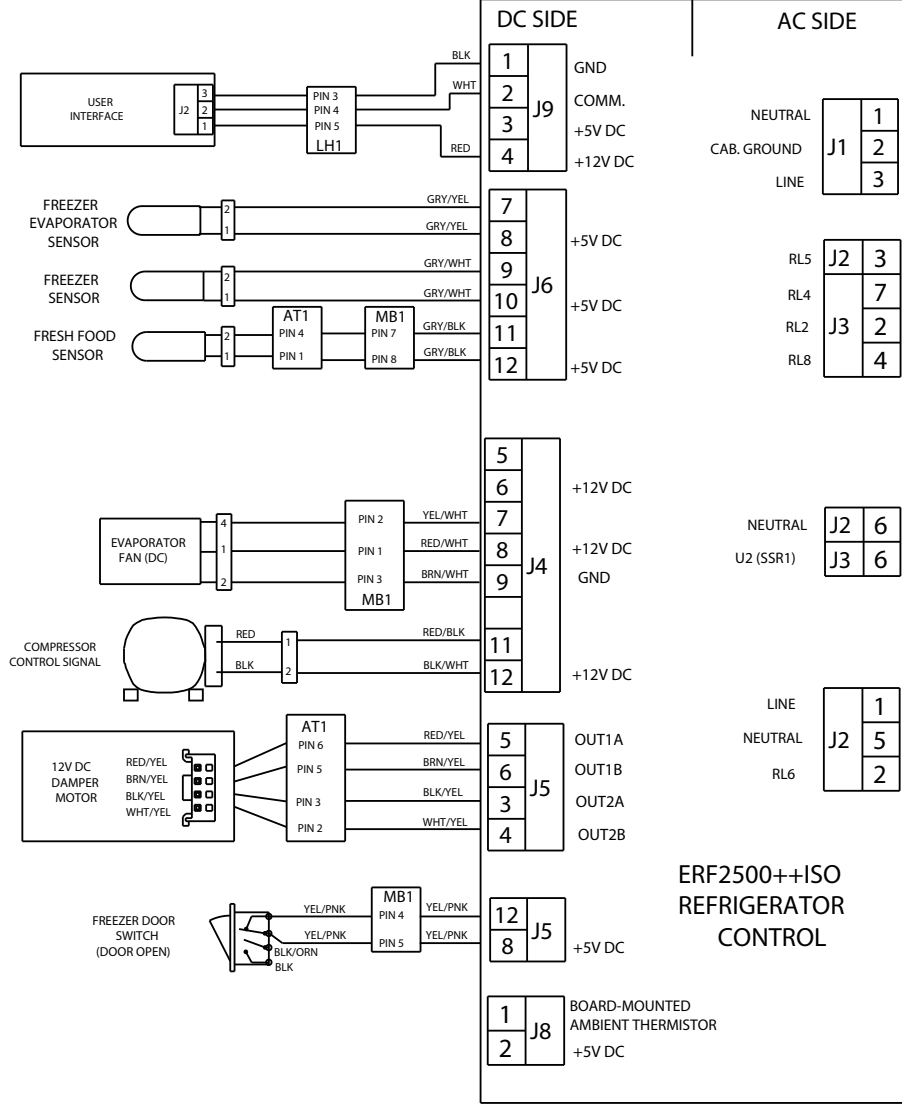 DC SIDE
AC SIDE
USER
INTERFACE
J2
3
2
1
PIN 3
PIN 4
PIN 5
LH1
BLK
WHT
RED
1
2
3
4
J9
GND
COMM.
+5V DC
+12V DC
NEUTRAL
CAB. GROUND
LINE
J1
1
2
3
FREEZER
EVAPORATOR
SENSOR
2
1
GRY/YEL
GRY/YEL
FREEZER
SENSOR
2
1
GRY/WHT
GRY/WHT
FRESH FOOD
SENSOR
2
1
AT1
PIN 4
PIN 1
MB1
PIN 7
PIN 8
GRY/BLK
GRY/BLK
7
8
9
10
11
12
J6
+5V DC
+5V DC
+5V DC
RL5
RL4
RL2
RL8
J2
J3
3
7
2
4
EVAPORATOR
FAN (DC)
4
1
2
PIN 2
PIN 1
PIN 3
MB1
YEL/WHT
RED/WHT
BRN/WHT
COMPRESSOR
CONTROL SIGNAL
RED
BLK
1
2
RED/BLK
BLK/WHT
5
6
7
8
9
11
12
J4
+12V DC
+12V DC
GND
+12V DC
NEUTRAL
U2 (SSR1)
J2
J3
6
6
12V DC
DAMPER
MOTOR
RED/YEL
BRN/YEL
BLK/YEL
WHT/YEL
AT1
PIN 6
PIN 5
PIN 3
PIN 2
RED/YEL
BRN/YEL
BLK/YEL
WHT/YEL
5
6
3
4
J5
OUT1A
OUT1B
OUT2A
OUT2B
LINE
NEUTRAL
RL6
J2
1
5
2
FREEZER DOOR
SWITCH
(DOOR OPEN)
YEL/PNK
YEL/PNK
BLK/ORN
BLK
MB1
PIN 4
PIN 5
YEL/PNK
YEL/PNK
12
8
J5
+5V DC
ERF2500++ISO
REFRIGERATOR
CONTROL
1
2
J8
BOARD-MOUNTED
AMBIENT THERMISTOR
+5V DC